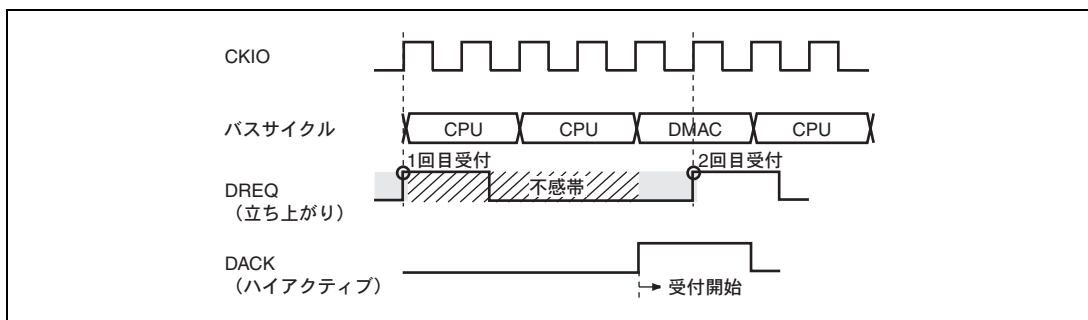 CKIO
バスサイクル
CPU
CPU
DMAC
CPU
1回目受付
2回目受付
DREQ
(立ち上がり)
不感帯
DACK
(ハイアクティブ)
受付開始